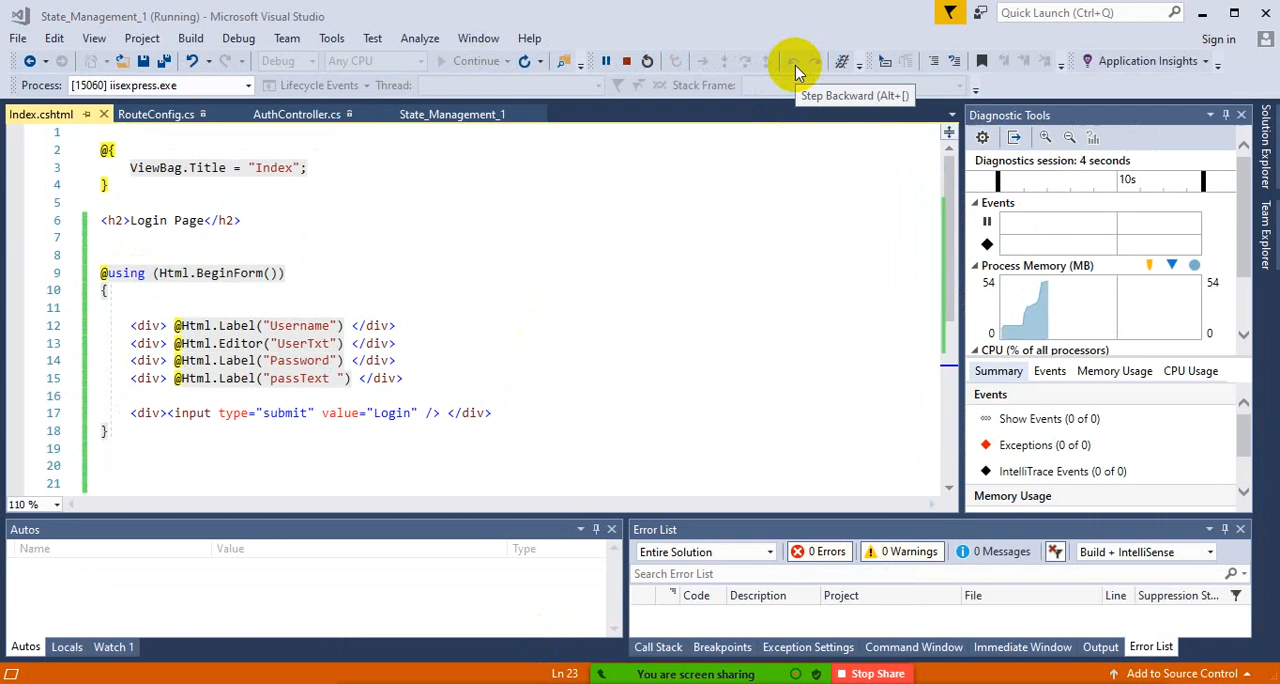 State_Management_1 (Running) - Microsoft Visual Studio
Quick Launch (Ctrl+Q)
File Edit View Project Build Debug Team Tools Test Analyze Window Help
Sign in
Debug Any CPU Continue Application Insights
Process: [15060] iisexpress.exe Lifecycle Events Thread: Stack Frame:
Step Backward (Alt+[)
Index.cshtml RouteConfig.cs AuthController.cs State_Management_1
1
2 @{
3 ViewBag.Title = "Index";
4 }
5
6 <h2>Login Page</h2>
7
8
9 @using (Html.BeginForm())
10 {
11
12 <div> @Html.Label("Username") </div>
13 <div> @Html.Editor("UserTxt") </div>
14 <div> @Html.Label("Password") </div>
15 <div> @Html.Label("passText ") </div>
16
17 <div><input type="submit" value="Login" /> </div>
18 }
19
20
21
110 %
Diagnostic Tools
Diagnostics session: 4 seconds
10s
Events
Process Memory (MB)
54 54
0 0
CPU (% of all processors)
Summary Events Memory Usage CPU Usage
Events
Show Events (0 of 0)
Exceptions (0 of 0)
IntelliTrace Events (0 of 0)
Memory Usage
Solution Explorer
Team Explorer
Autos
Name Value Type
Autos Locals Watch 1
Error List
Entire Solution 0 Errors 0 Warnings 0 Messages Build + IntelliSense
Search Error List
Code Description Project File Line Suppression St...
Call Stack Breakpoints Exception Settings Command Window Immediate Window Output Error List
Ln 23 You are screen sharing Stop Share Add to Source Control